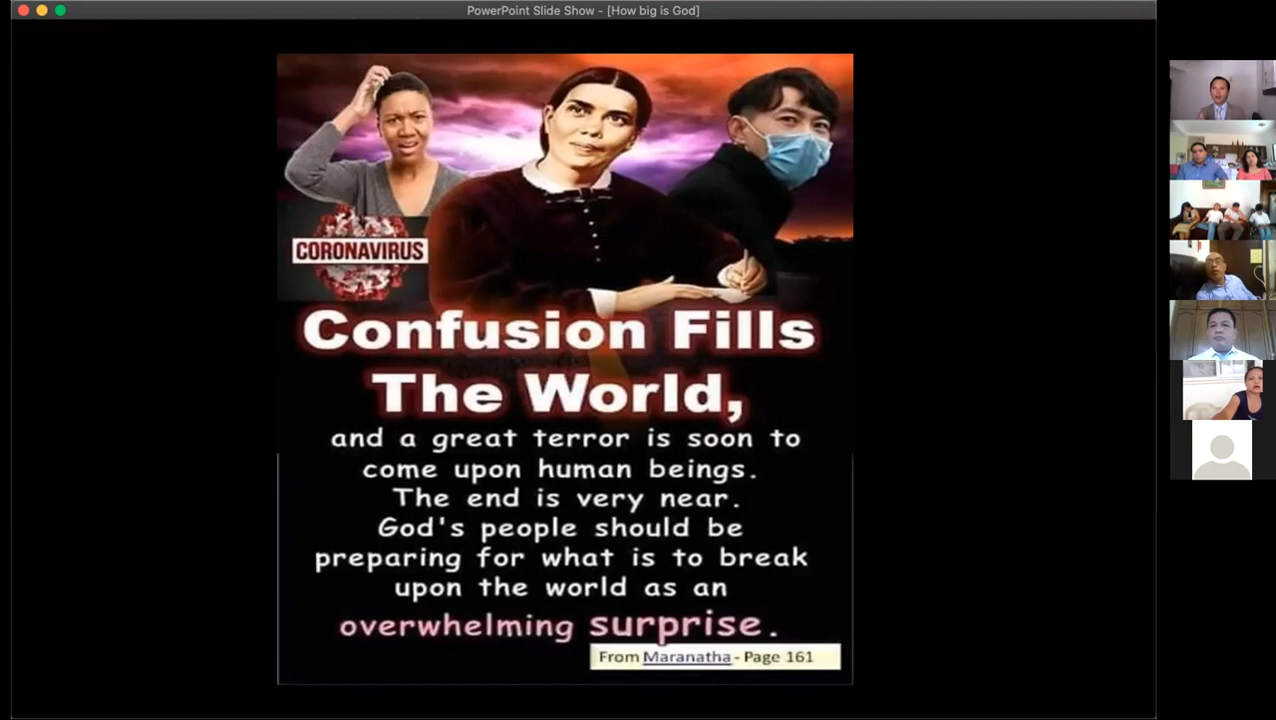 PowerPoint Slide Show - [How big is God]
CORONAVIRUS
Confusion Fills
The World,
and a great terror is soon to
come upon human beings.
The end is very near.
God's people should be
preparing for what is to break
upon the world as an
overwhelming surprise.
From Maranatha - Page 161